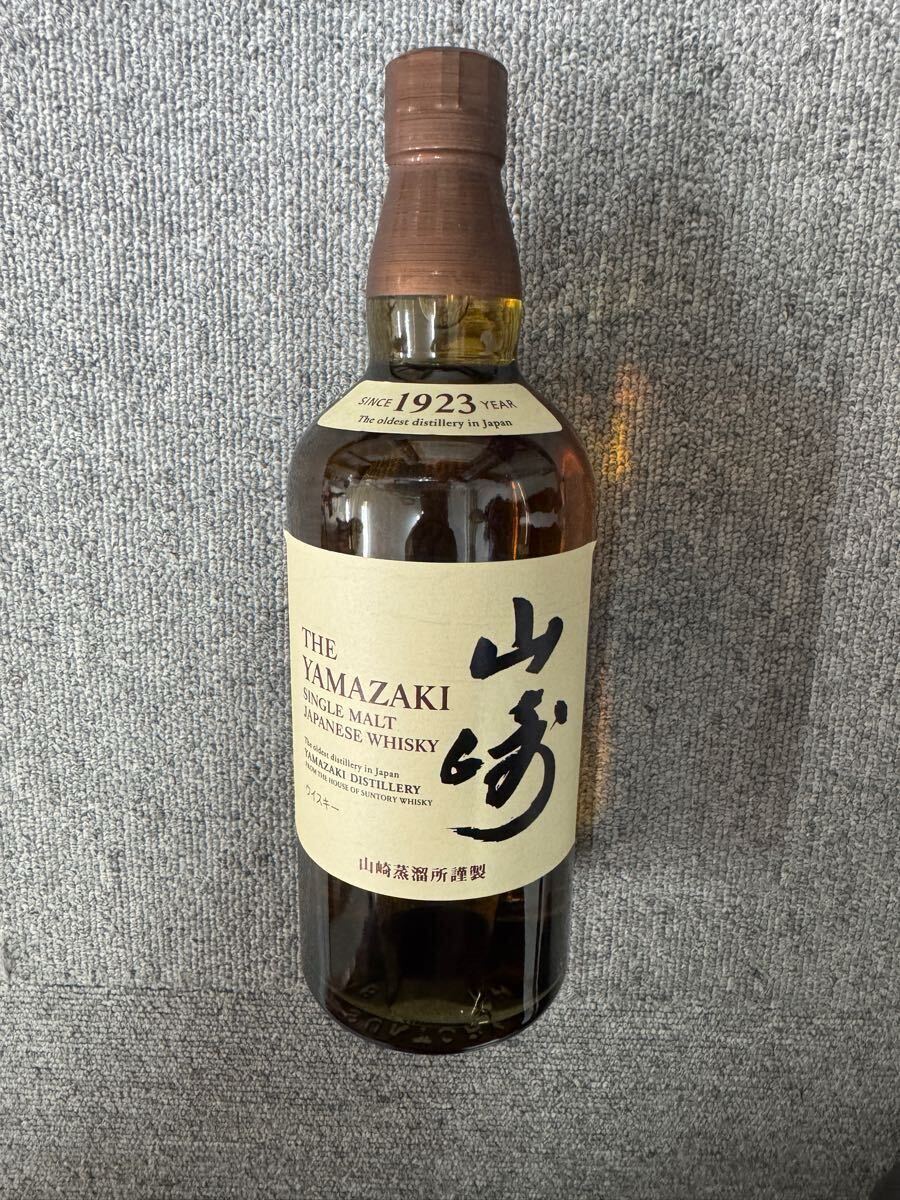 SINCE 1923 YEAR
The oldest distillery in Japan
THE
YAMAZAKI
SINGLE MALT
JAPANESE WHISKY
The oldest distillery in Japan
YAMAZAKI DISTILLERY
FROM THE HOUSE OF SUNTORY WHISKY
ウイスキー
山崎
山崎蒸溜所謹製